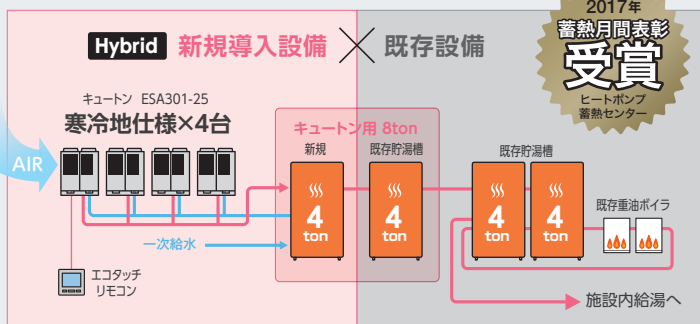 2017年
蓄熱月間表彰
受賞
ヒートポンプ
蓄熱センター
Hybrid 新規導入設備 × 既存設備
キュートン ESA301-25
寒冷地仕様×4台
キュートン用 8ton
新規
既存貯湯槽
既存貯湯槽
AIR
4
ton
4
ton
4
ton
4
ton
既存重油ボイラ
一次給水
エコタッチ
リモコン
施設内給湯へ